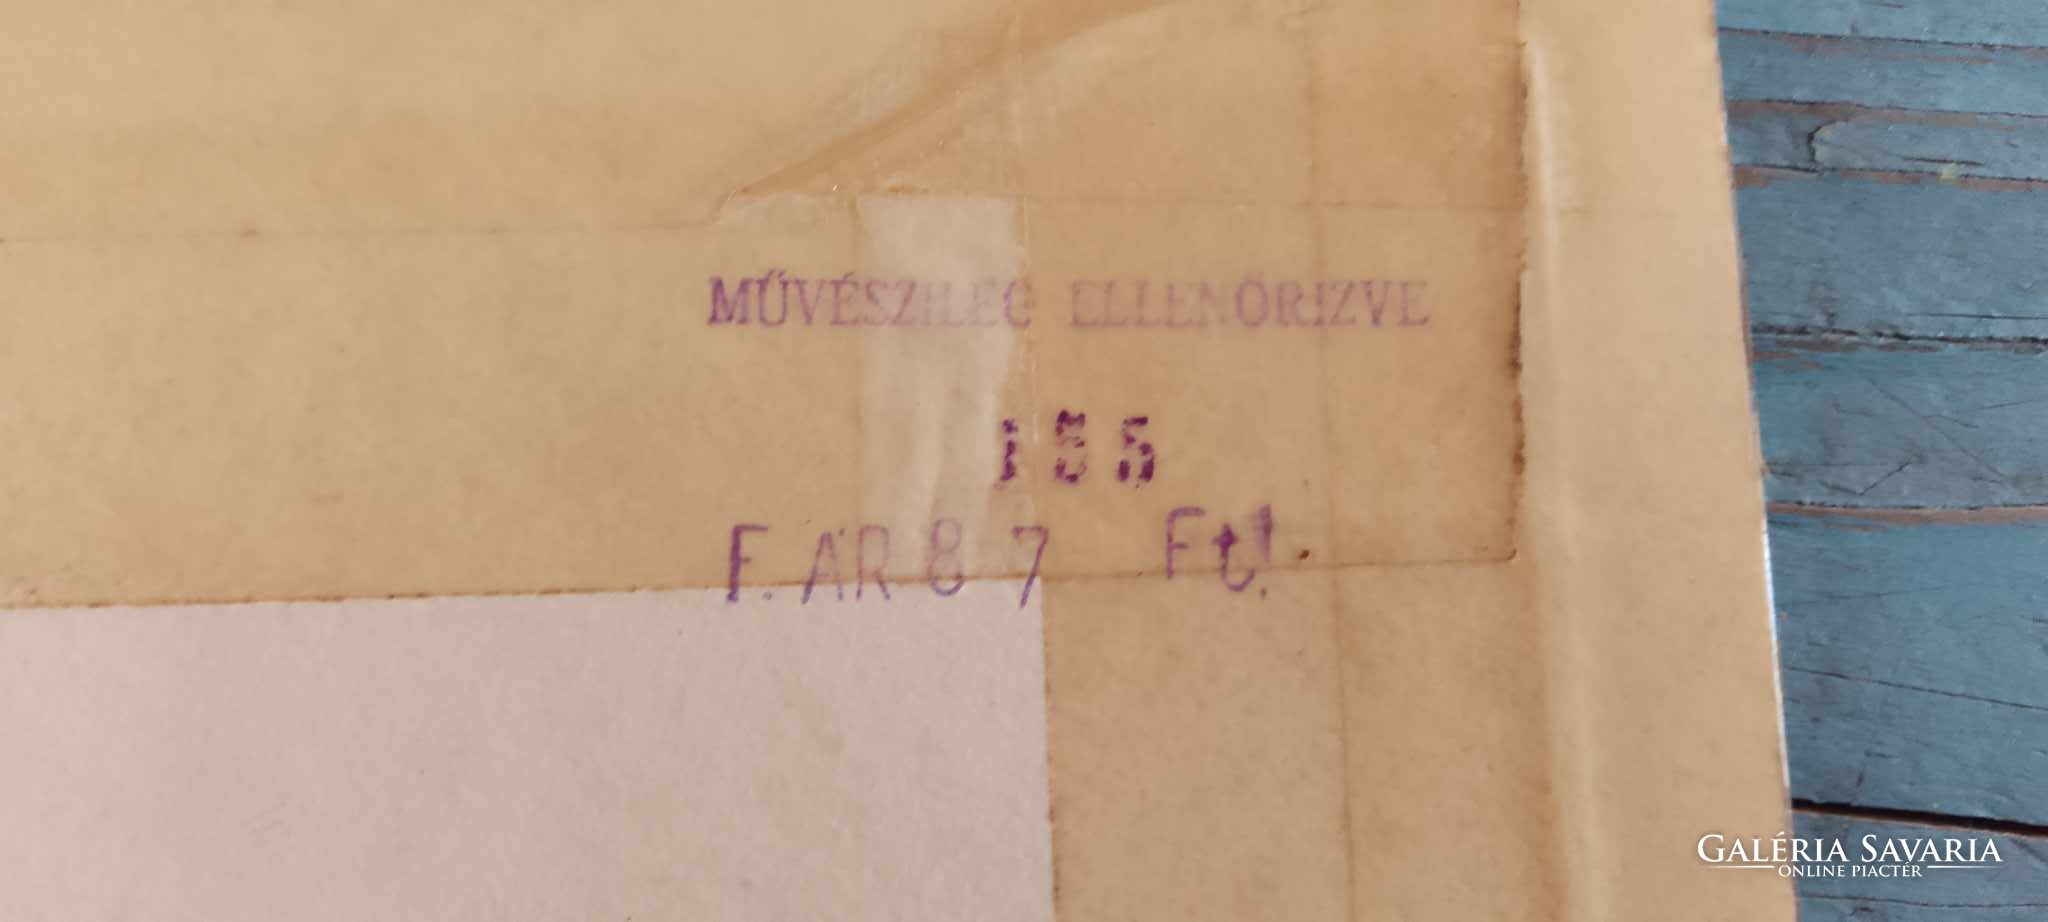 MŰVÉSZILEG ELLENŐRIZVE
155
F. ÁR 87 Ft!
GALÉRIA SAVARIA
ONLINE PIACTÉR